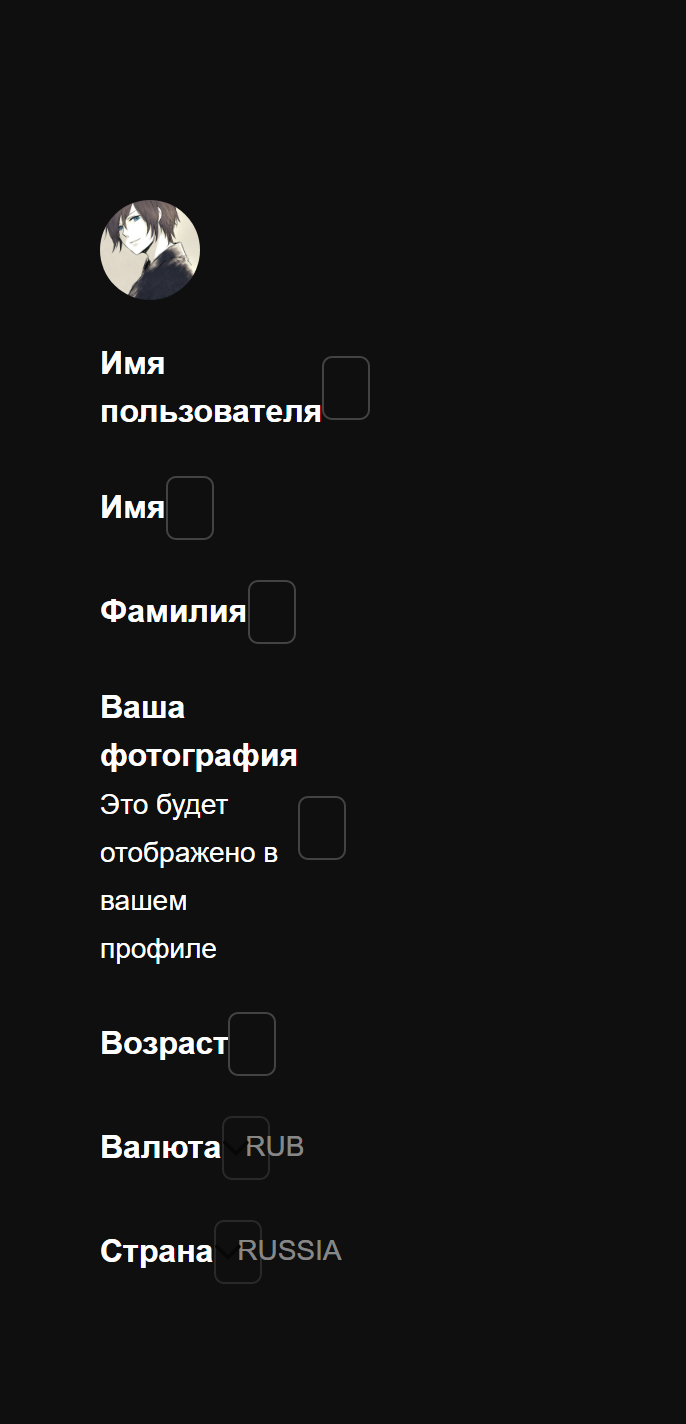 Имя
пользователя
Имя
Фамилия
Ваша
фотография
Это будет
отображено в
вашем
профиле
Возраст
Валюта RUB
Страна RUSSIA